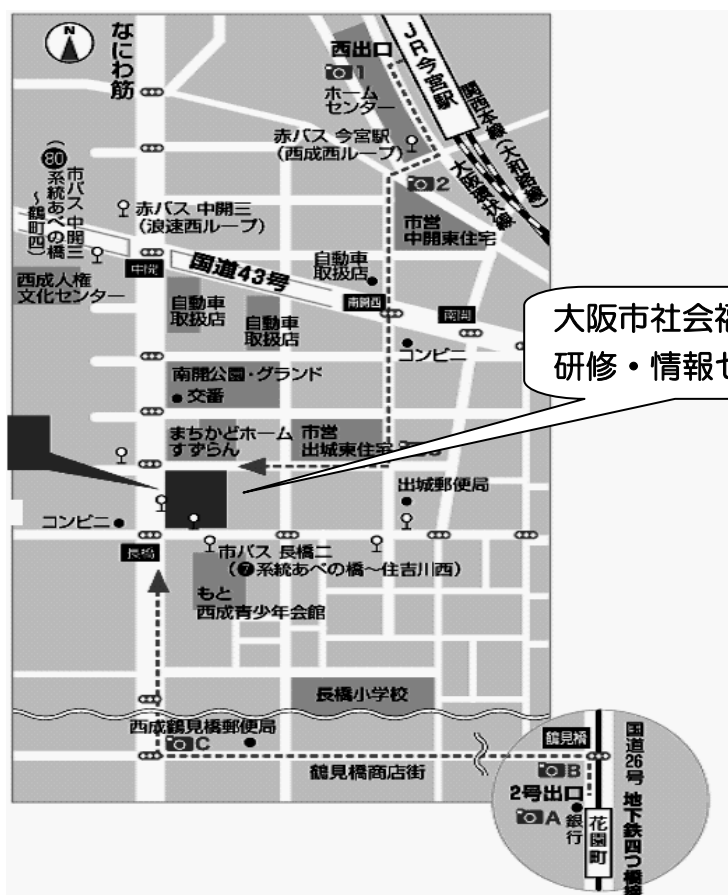 N
なにわ筋
西出口
1
ホーム
センター
JR今宮駅
関西本線(大和路線)
大阪環状線
赤バス 今宮駅
(西成西ループ)
2
市営
中開東住宅
市バス 中開三
(80系統あべの橋
〜鶴町四)
赤バス 中開三
(浪速西ループ)
中開
国道43号
自動車
取扱店
西成人権
文化センター
自動車
取扱店
自動車
取扱店
南開西
南開
コンビニ
大阪市社会福
研修・情報セ
南開公園・グランド
交番
まちかどホーム
すずらん
市営
出城東住宅
出城郵便局
コンビニ
長橋
市バス 長橋二
(7系統あべの橋〜住吉川西)
もと
西成青少年会館
長橋小学校
西成鶴見橋郵便局
C
鶴見橋商店街
鶴見橋
B
2号出口
A
銀行
花園町
国道26号
地下鉄四つ橋線